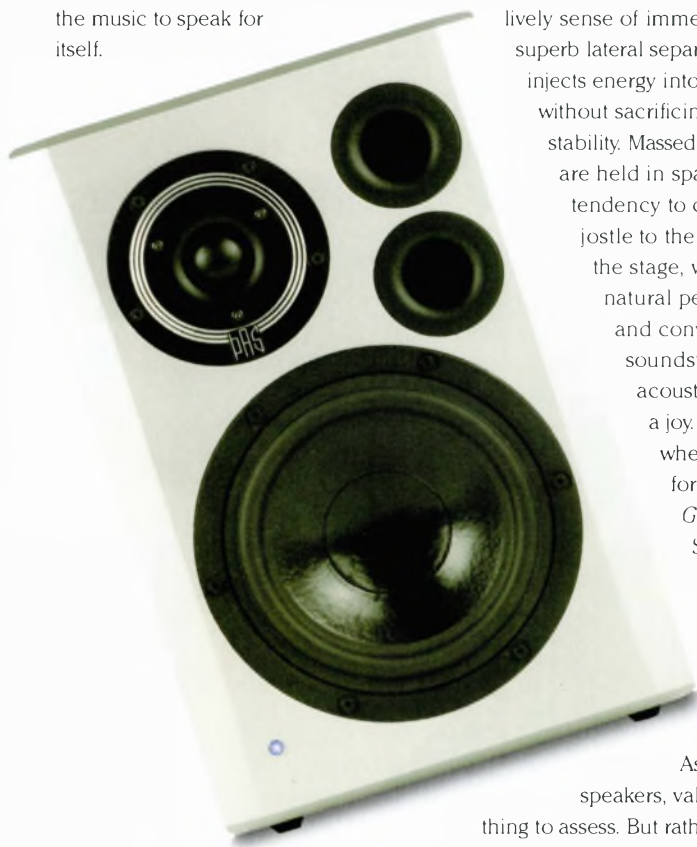 the music to speak for
itself.
PAS
lively sense of imme
superb lateral separ
injects energy into
without sacrificin
stability. Massed
are held in spa
tendency to
jostle to the
the stage,
natural pe
and conv
sounds
acoust
a joy.
whe
for
G
S
As
speakers, val
thing to assess. But rath